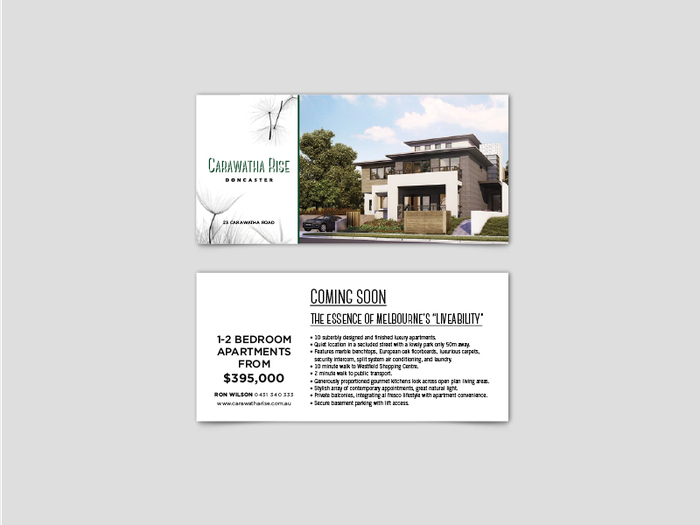 CARAWATHA RISE
DONCASTER
23 CARAWATHA ROAD
COMING SOON
THE ESSENCE OF MELBOURNE'S "LIVEABILITY"
1-2 BEDROOM
APARTMENTS
FROM
$395,000
RON WILSON 0431 340 333
www.carawatharise.com.au
• 10 suberbly designed and finished luxury apartments.
• Quiet location in a secluded street with a lovely park only 50m away.
• Features marble benchtops, European oak floorboards, luxurious carpets,
security intercom, split system air conditioning, and laundry.
• 10 minute walk to Westfield Shopping Centre.
• 2 minute walk to public transport.
• Generously proportioned gourmet kitchens look across open plan living areas.
• Stylish array of contemporary appointments, great natural light.
• Private balconies, integrating al fresco lifestyle with apartment convenience.
• Secure basement parking with lift access.